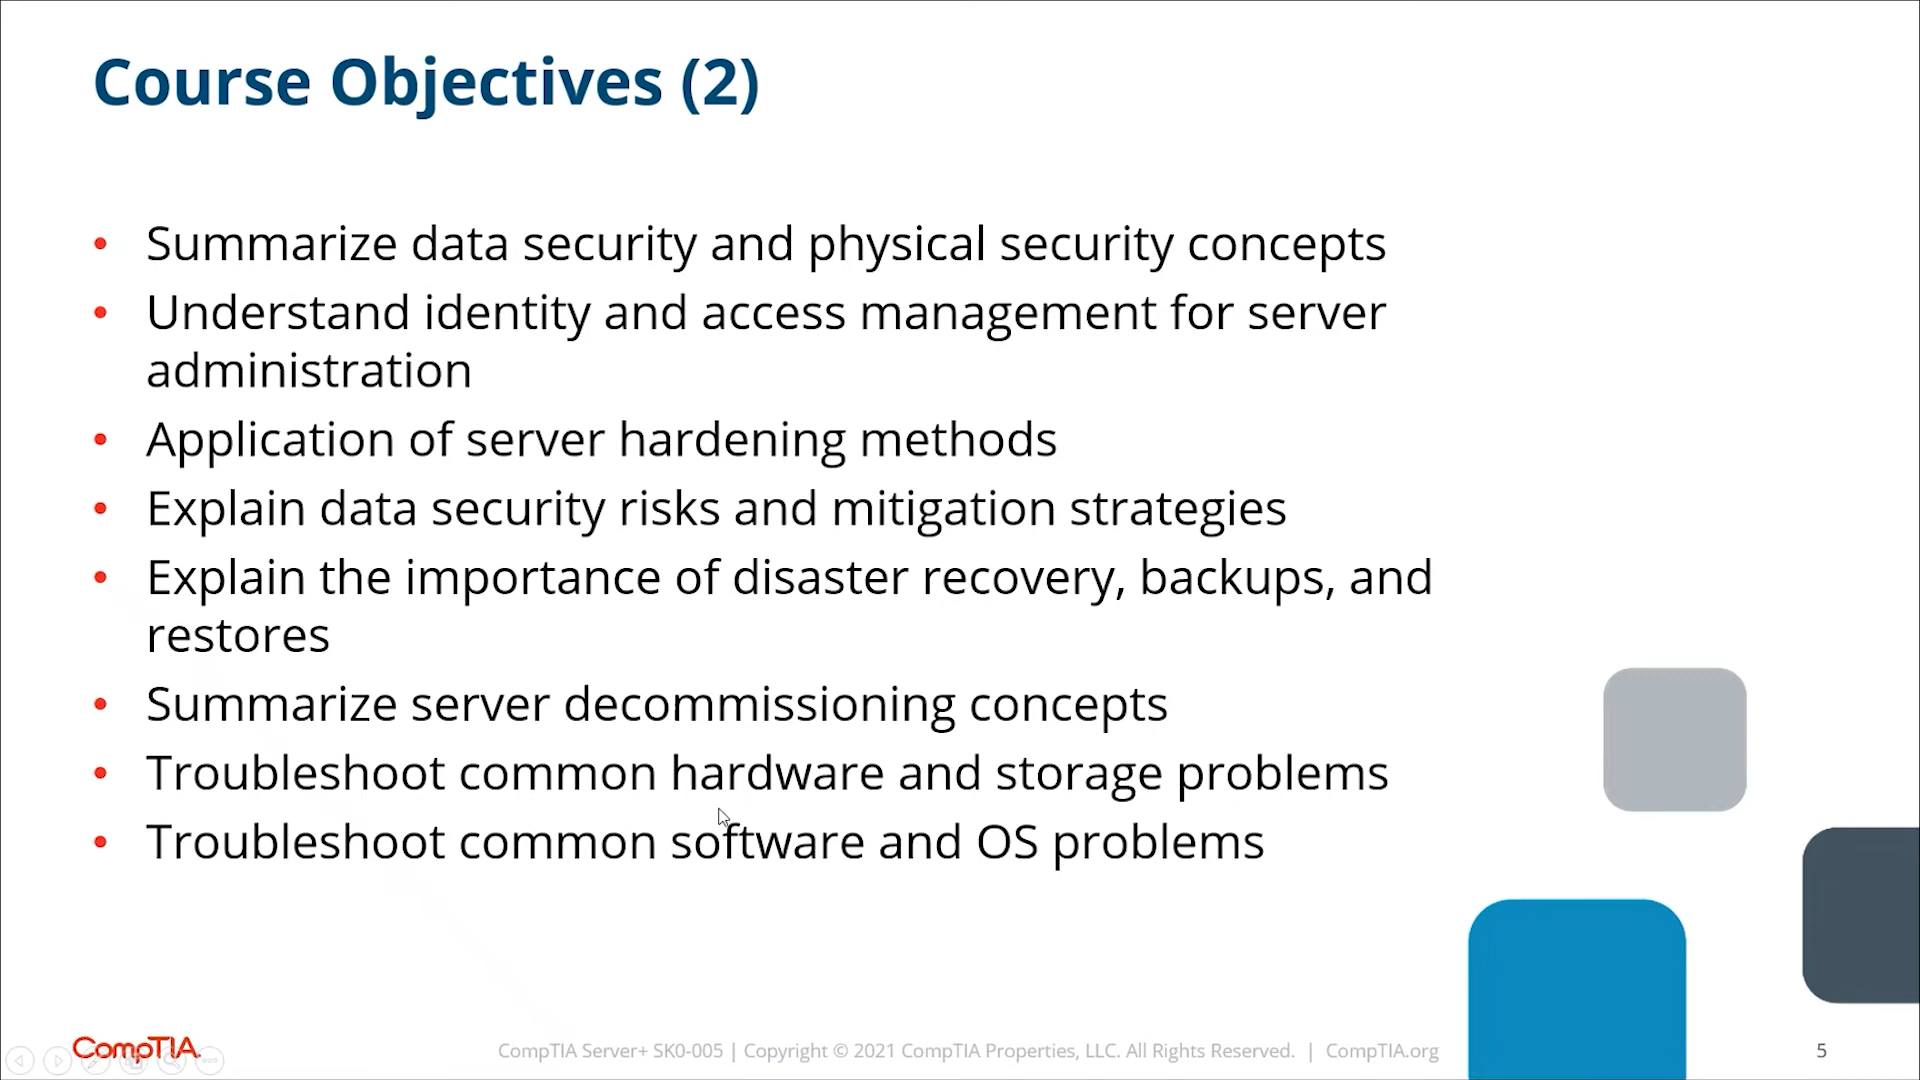 Course Objectives (2)
• Summarize data security and physical security concepts
• Understand identity and access management for server
administration
• Application of server hardening methods
• Explain data security risks and mitigation strategies
• Explain the importance of disaster recovery, backups, and
restores
• Summarize server decommissioning concepts
• Troubleshoot common hardware and storage problems
• Troubleshoot common software and OS problems
CompTIA.
CompTIA Server+ SK0-005 | Copyright © 2021 CompTIA Properties, LLC. All Rights Reserved. | CompTIA.org
5